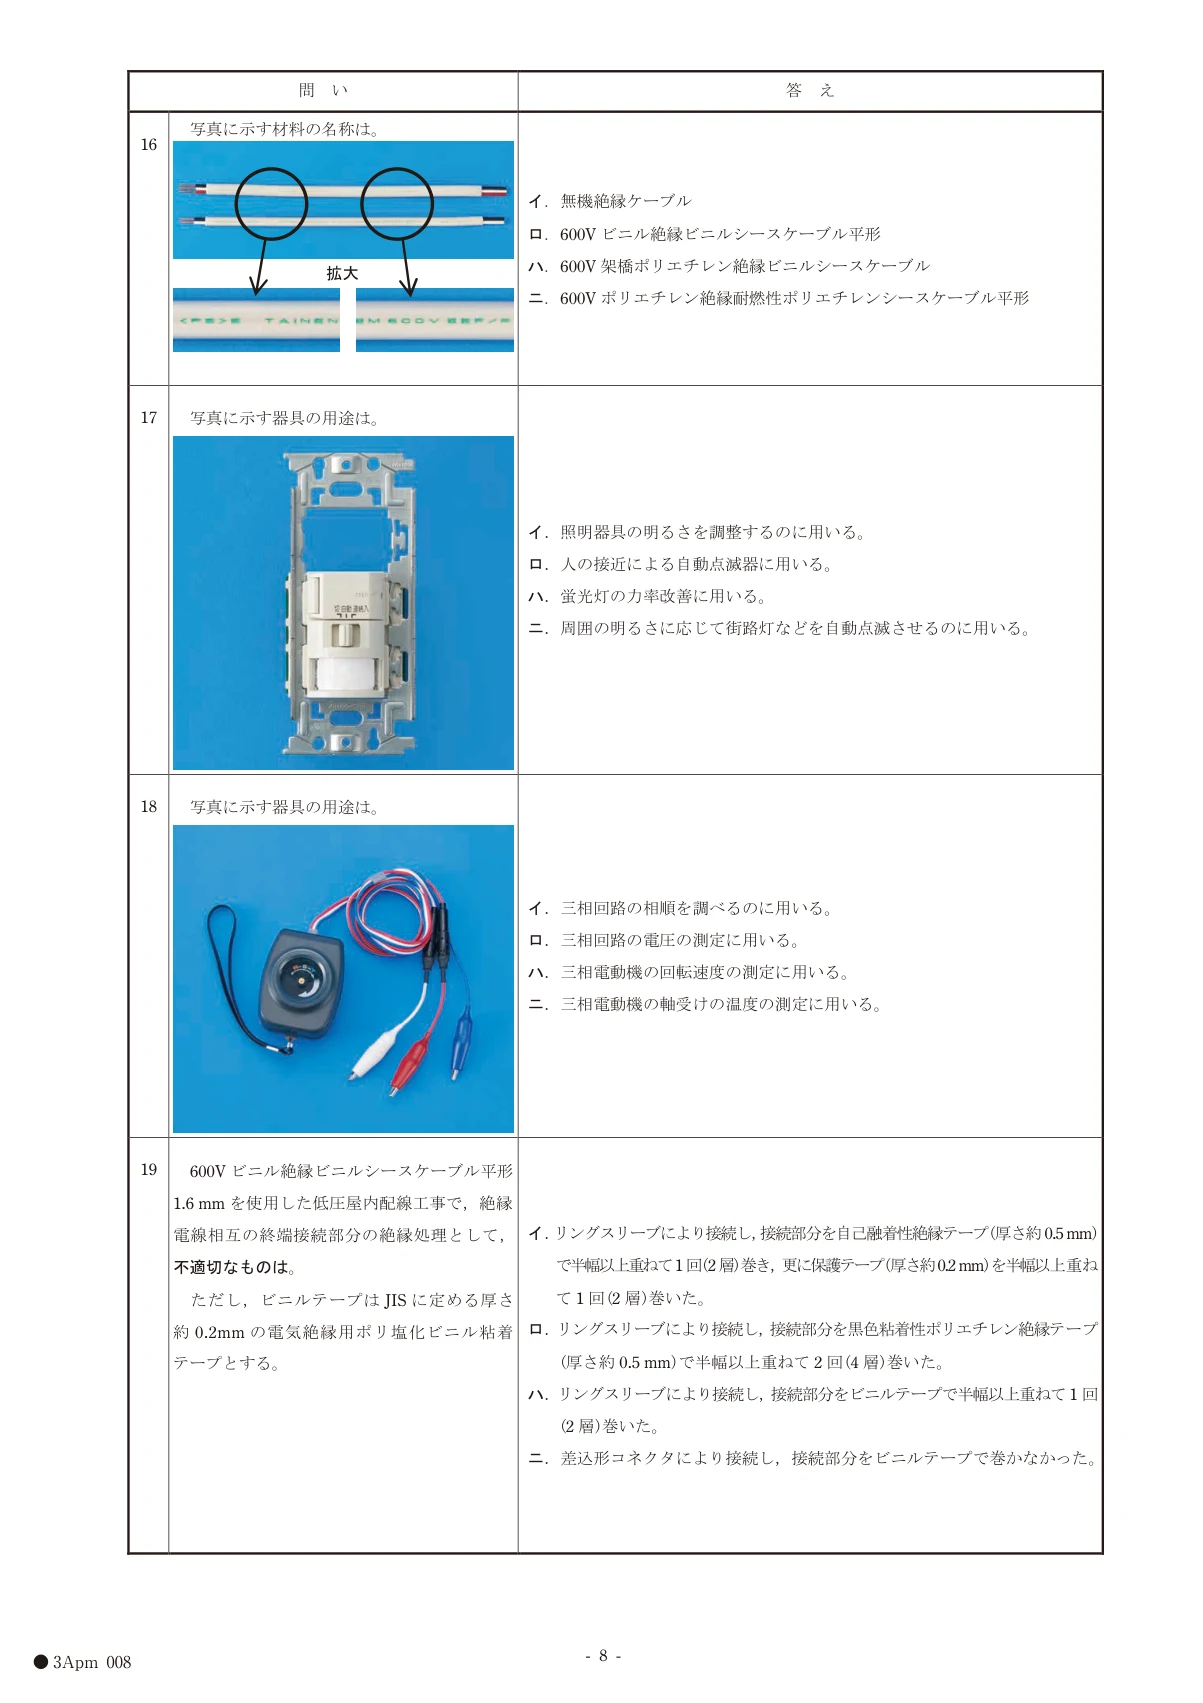 問　い
答　え
16
写真に示す材料の名称は。
拡大
<PS>E TAINEN
600V EEF/F
イ．無機絶縁ケーブル
ロ．600V ビニル絶縁ビニルシースケーブル平形
ハ．600V 架橋ポリエチレン絶縁ビニルシースケーブル
ニ．600V ポリエチレン絶縁耐燃性ポリエチレンシースケーブル平形
17
写真に示す器具の用途は。
切 自動 連続入
イ．照明器具の明るさを調整するのに用いる。
ロ．人の接近による自動点滅器に用いる。
ハ．蛍光灯の力率改善に用いる。
ニ．周囲の明るさに応じて街路灯などを自動点滅させるのに用いる。
18
写真に示す器具の用途は。
イ．三相回路の相順を調べるのに用いる。
ロ．三相回路の電圧の測定に用いる。
ハ．三相電動機の回転速度の測定に用いる。
ニ．三相電動機の軸受けの温度の測定に用いる。
19
600V ビニル絶縁ビニルシースケーブル平形
1.6 mm を使用した低圧屋内配線工事で，絶縁
電線相互の終端接続部分の絶縁処理として，
不適切なものは。
ただし，ビニルテープは JIS に定める厚さ
約 0.2mm の電気絶縁用ポリ塩化ビニル粘着
テープとする。
イ．リングスリーブにより接続し，接続部分を自己融着性絶縁テープ(厚さ約 0.5 mm)
で半幅以上重ねて 1 回(2 層)巻き，更に保護テープ(厚さ約 0.2 mm)を半幅以上重ね
て 1 回(2 層)巻いた。
ロ．リングスリーブにより接続し，接続部分を黒色粘着性ポリエチレン絶縁テープ
(厚さ約 0.5 mm)で半幅以上重ねて 2 回(4 層)巻いた。
ハ．リングスリーブにより接続し，接続部分をビニルテープで半幅以上重ねて 1 回
(2 層)巻いた。
ニ．差込形コネクタにより接続し，接続部分をビニルテープで巻かなかった。
- 8 -
●3Apm 008